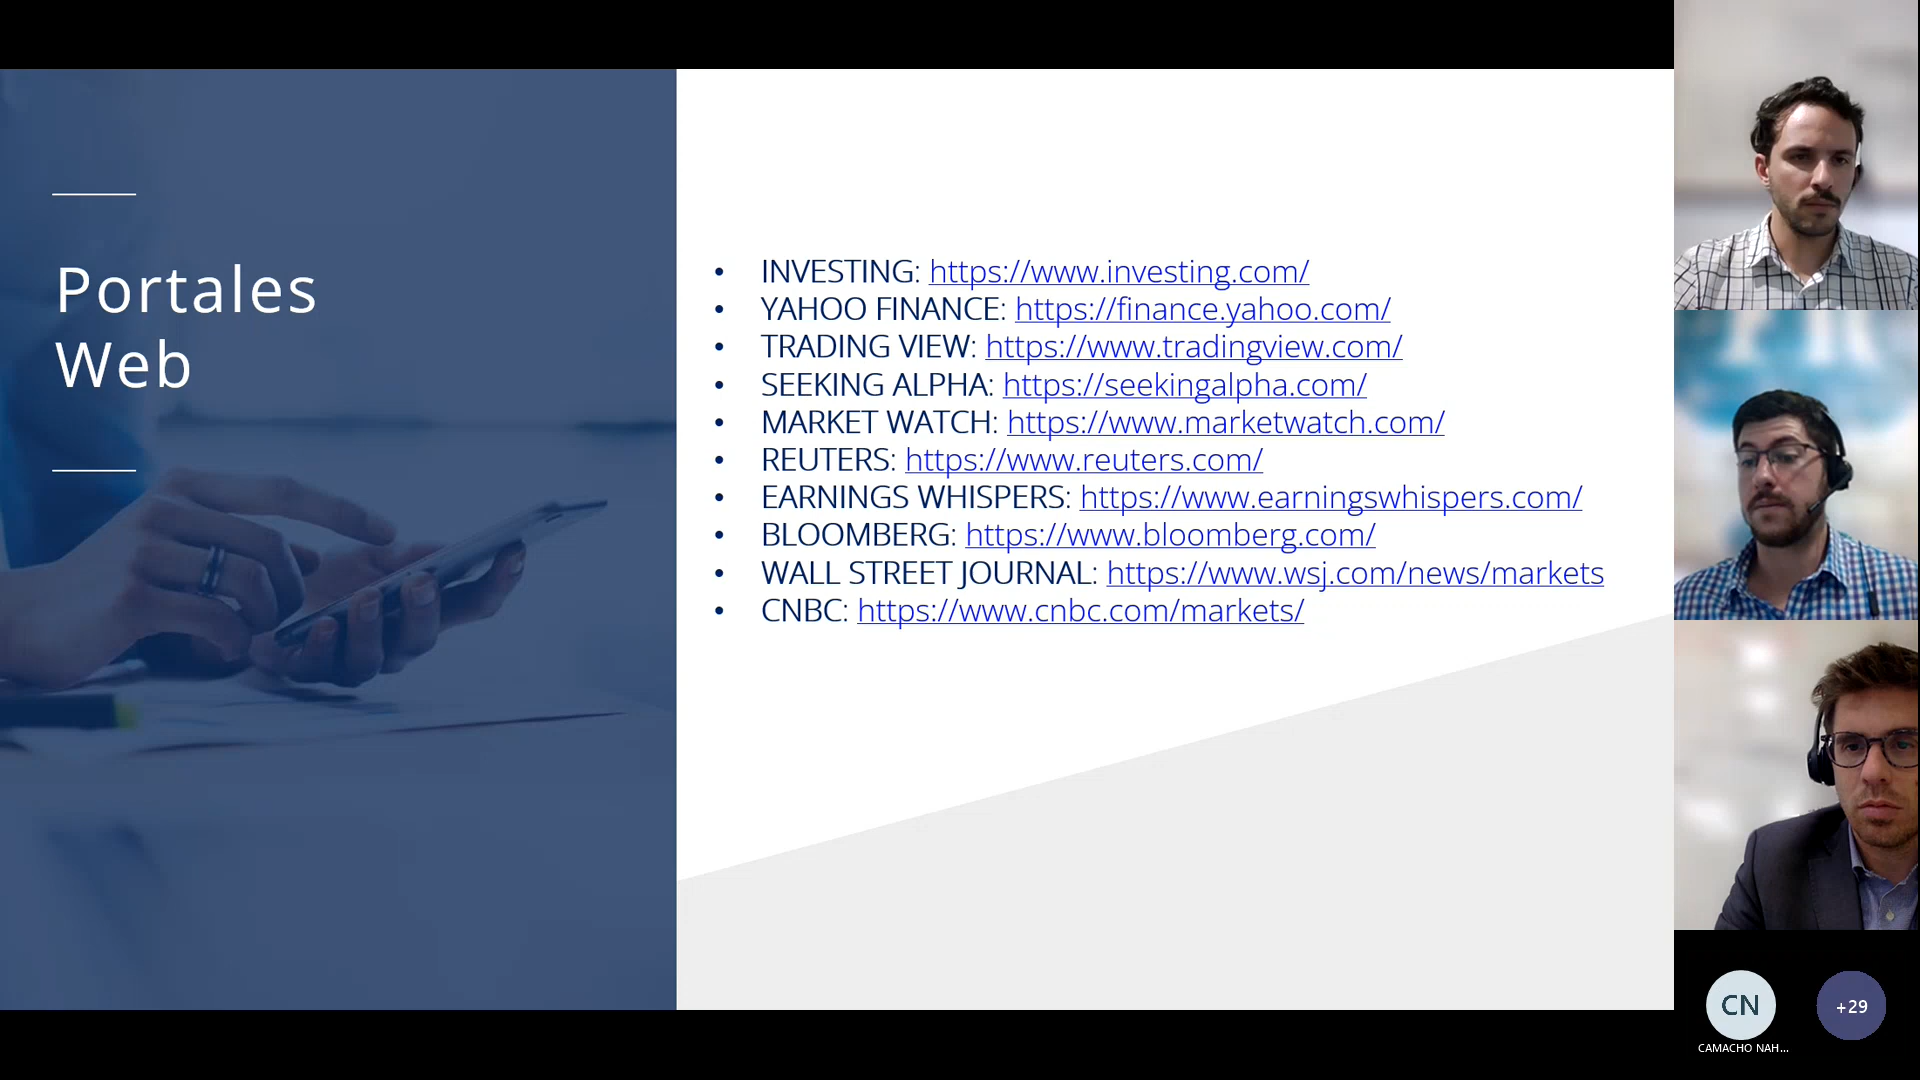 Portales
Web
• INVESTING: https://www.investing.com/
• YAHOO FINANCE: https://finance.yahoo.com/
• TRADING VIEW: https://www.tradingview.com/
• SEEKING ALPHA: https://seekingalpha.com/
• MARKET WATCH: https://www.marketwatch.com/
• REUTERS: https://www.reuters.com/
• EARNINGS WHISPERS: https://www.earningswhispers.com/
• BLOOMBERG: https://www.bloomberg.com/
• WALL STREET JOURNAL: https://www.wsj.com/news/markets
• CNBC: https://www.cnbc.com/markets/
CN
+29
CAMACHO NAH...